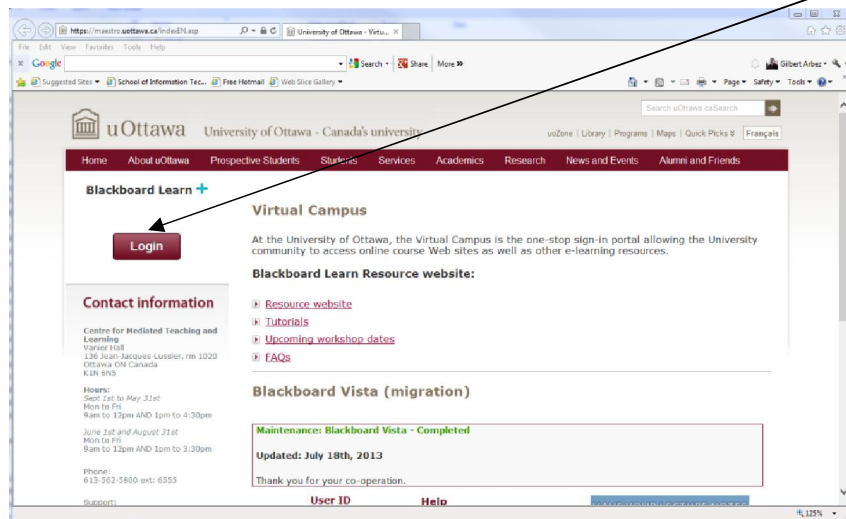 https://maestro.uottawa.ca/indexEN.asp
University of Ottawa - Virtu...
File Edit View Favorites Tools Help
x Google Search Share More »
Gilbert Arbez
Suggested Sites School of Information Tec... Free Hotmail Web Slice Gallery
Page Safety Tools
Search uOttawa.caSearch
uOttawa University of Ottawa - Canada's university
uoZone | Library | Programs | Maps | Quick Picks Français
Home About uOttawa Prospective Students Students Services Academics Research News and Events Alumni and Friends
Blackboard Learn +
Login
Contact information
Centre for Mediated Teaching and
Learning
Vanier Hall
136 Jean-Jacques-Lussier, rm 1020
Ottawa ON Canada
K1N 6N5
Hours:
Sept 1st to May 31st
Mon to Fri
9am to 12pm AND 1pm to 4:30pm
June 1st and August 31st
Mon to Fri
9am to 12pm AND 1pm to 3:30pm
Phone:
613-562-5800 ext: 6555
Support:
Virtual Campus
At the University of Ottawa, the Virtual Campus is the one-stop sign-in portal allowing the University
community to access online course Web sites as well as other e-learning resources.
Blackboard Learn Resource website:
Resource website
Tutorials
Upcoming workshop dates
FAQs
Blackboard Vista (migration)
Maintenance: Blackboard Vista - Completed
Updated: July 18th, 2013
Thank you for your co-operation.
User ID Help
125%